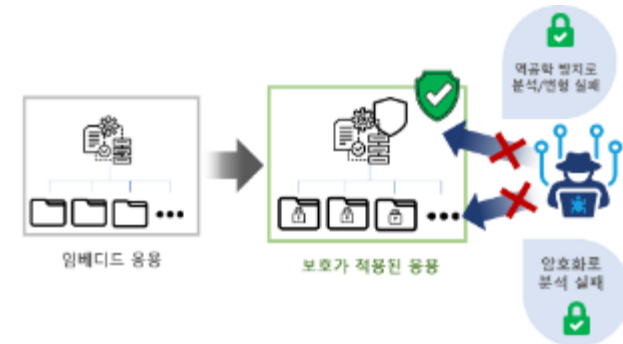 역공학 방지로
분석/변형 실패
임베디드 응용
보호가 적용된 응용
암호화로
분석 실패